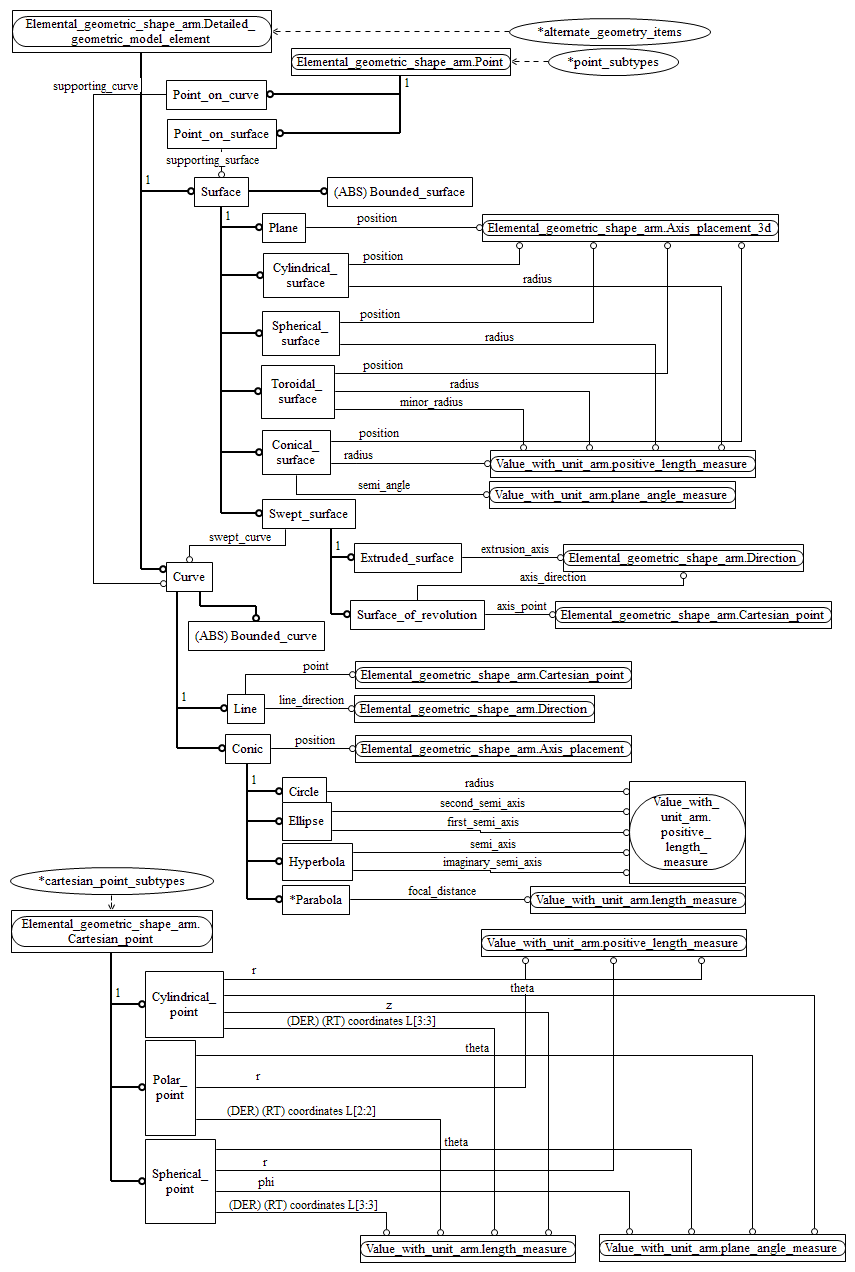 Elemental_geometric_shape_arm.Detailed_
geometric_model_element
*alternate_geometry_items
Elemental_geometric_shape_arm.Point
*point_subtypes
supporting_curve
1
Point_on_curve
Point_on_surface
supporting_surface
1
Surface
(ABS) Bounded_surface
1
Plane
position
Elemental_geometric_shape_arm.Axis_placement_3d
Cylindrical_
surface
position
radius
Spherical_
surface
position
radius
Toroidal_
surface
position
radius
minor_radius
Conical_
surface
position
radius
Value_with_unit_arm.positive_length_measure
semi_angle
Value_with_unit_arm.plane_angle_measure
Swept_surface
swept_curve
1
Extruded_surface
extrusion_axis
Elemental_geometric_shape_arm.Direction
axis_direction
Curve
Surface_of_revolution
axis_point
Elemental_geometric_shape_arm.Cartesian_point
(ABS) Bounded_curve
point
Elemental_geometric_shape_arm.Cartesian_point
1
Line
line_direction
Elemental_geometric_shape_arm.Direction
Conic
position
Elemental_geometric_shape_arm.Axis_placement
1
Circle
radius
Ellipse
second_semi_axis
first_semi_axis
Value_with_
unit_arm.
positive_
length_
measure
Hyperbola
semi_axis
imaginary_semi_axis
*Parabola
focal_distance
Value_with_unit_arm.length_measure
*cartesian_point_subtypes
Elemental_geometric_shape_arm.
Cartesian_point
Value_with_unit_arm.positive_length_measure
1
Cylindrical_
point
r
theta
z
(DER) (RT) coordinates L[3:3]
Polar_
point
theta
r
(DER) (RT) coordinates L[2:2]
Spherical_
point
theta
r
phi
(DER) (RT) coordinates L[3:3]
Value_with_unit_arm.length_measure
Value_with_unit_arm.plane_angle_measure